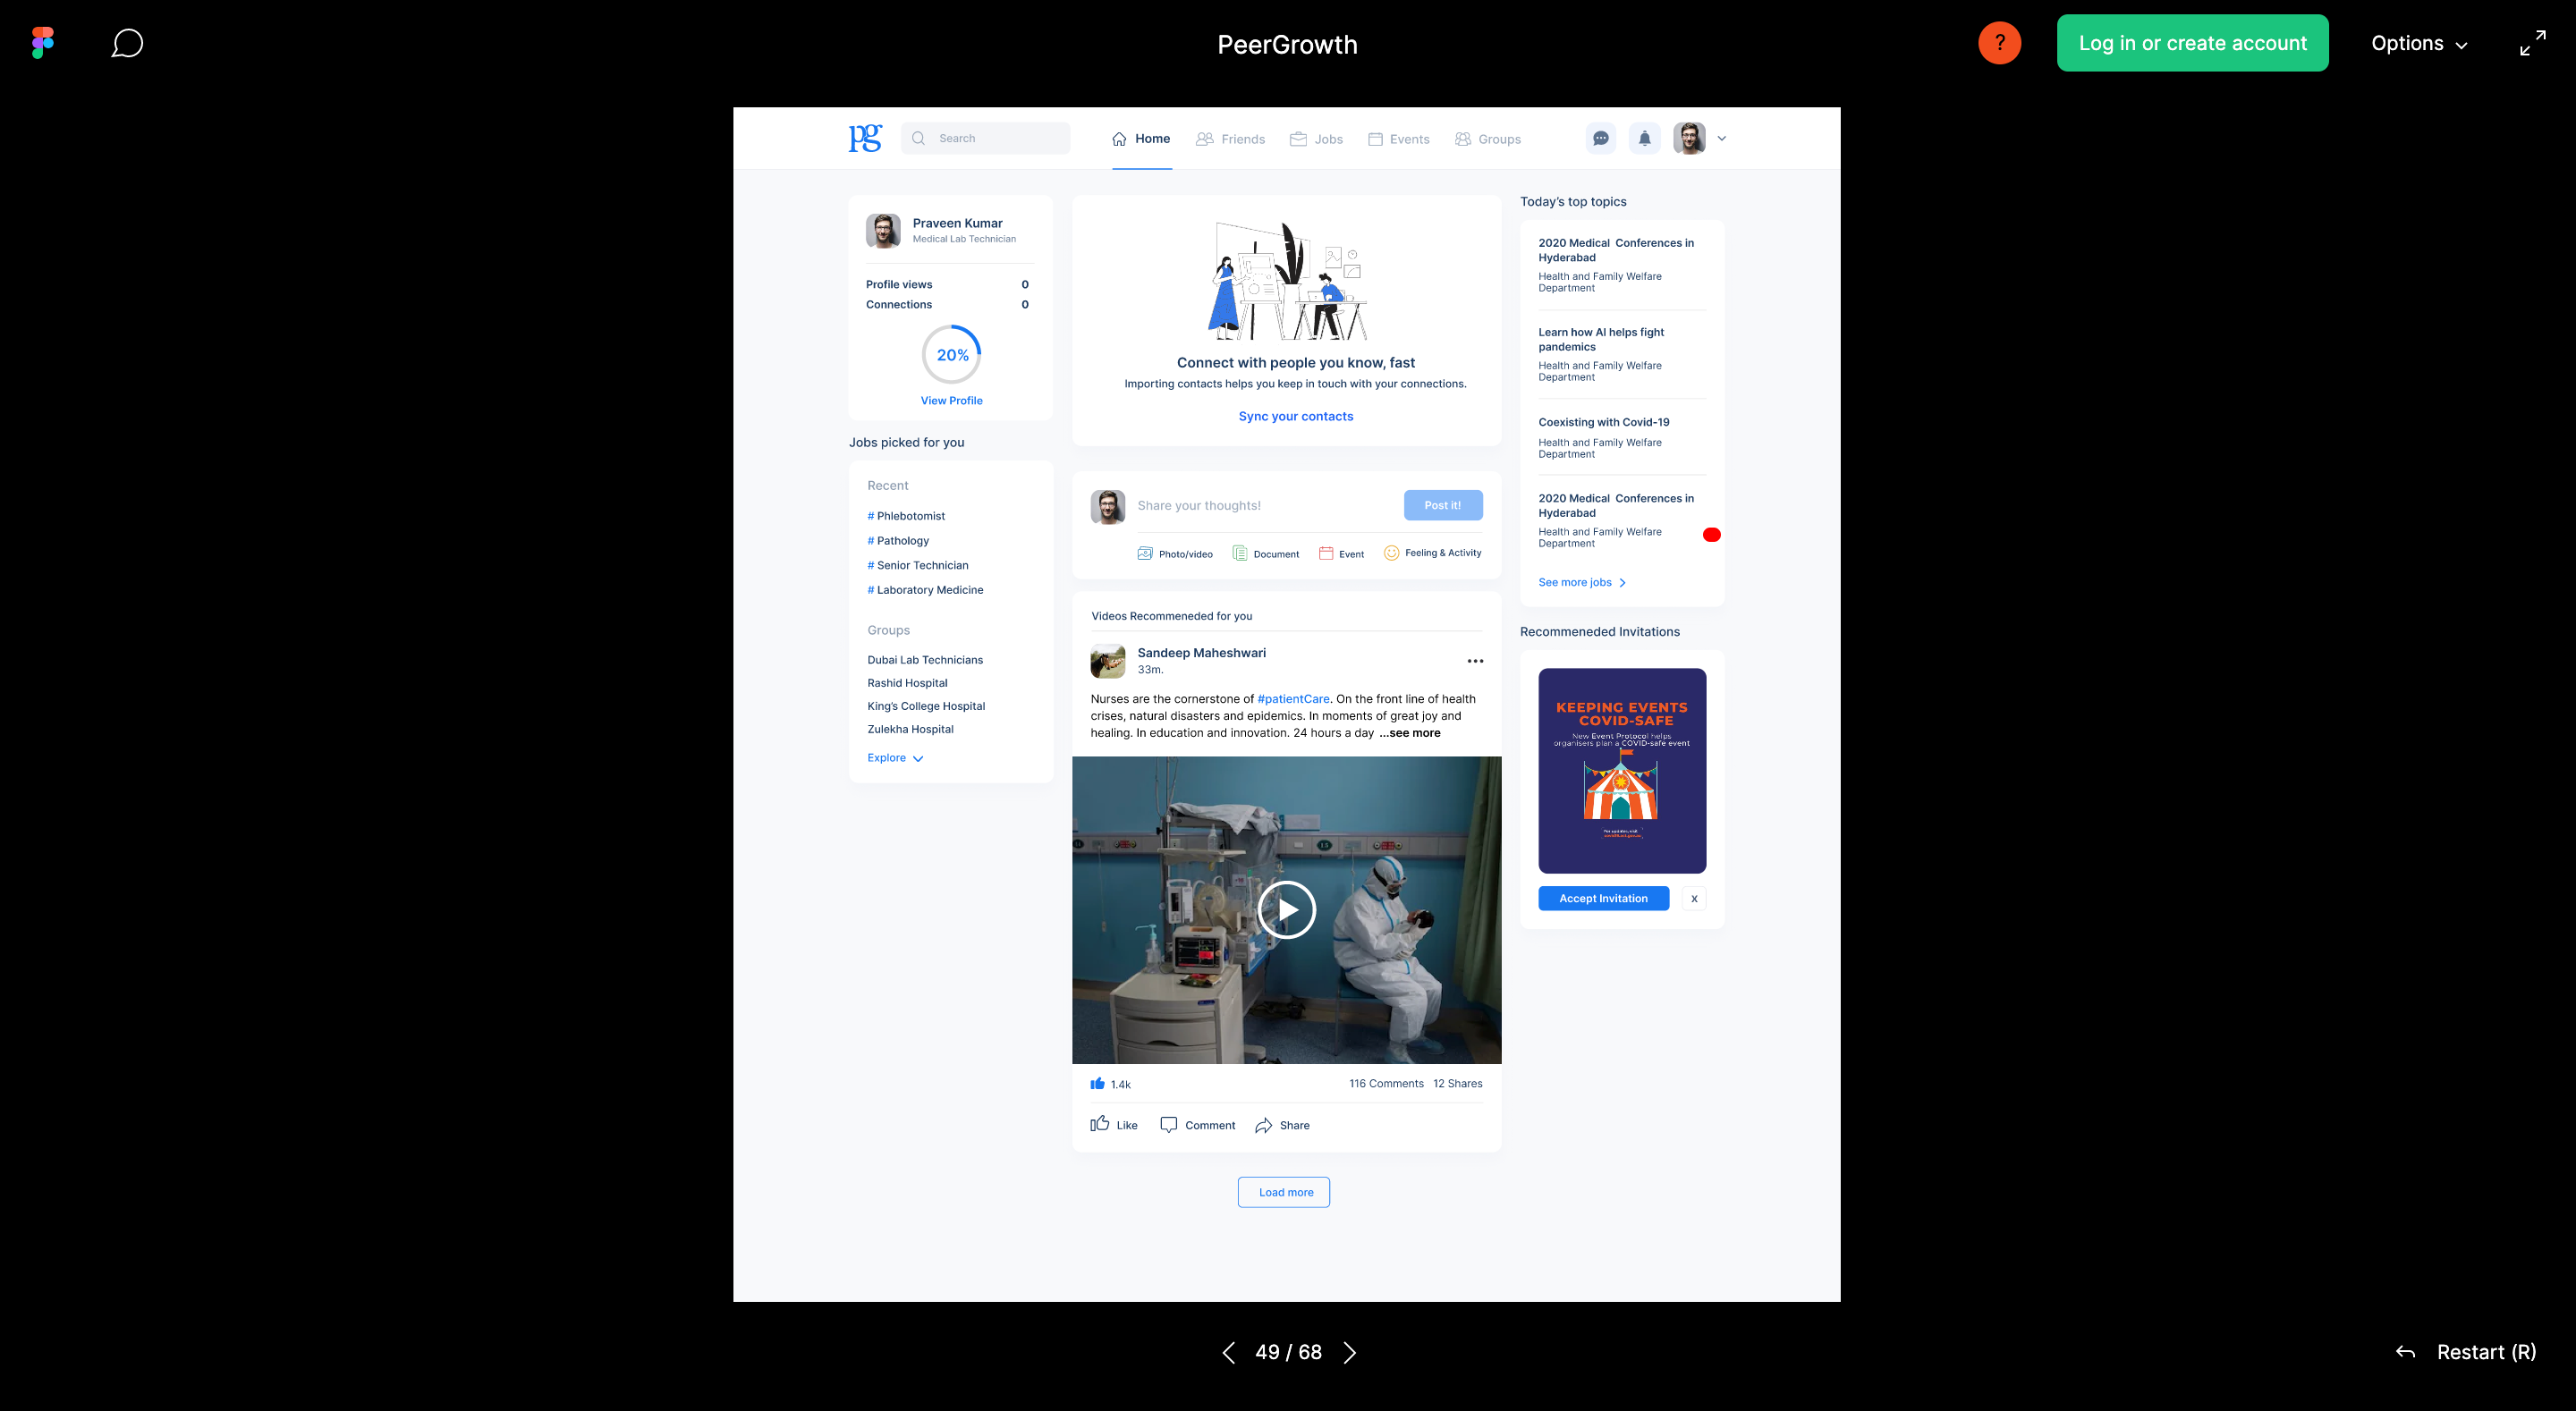 PeerGrowth
?
Log in or create account
Options
pg
Search
Home
Friends
Jobs
Events
Groups
Praveen Kumar
Medical Lab Technician
Profile views 0
Connections 0
20%
View Profile
Jobs picked for you
Recent
# Phlebotomist
# Pathology
# Senior Technician
# Laboratory Medicine
Groups
Dubai Lab Technicians
Rashid Hospital
King's College Hospital
Zulekha Hospital
Explore
Connect with people you know, fast
Importing contacts helps you keep in touch with your connections.
Sync your contacts
Share your thoughts!
Post it!
Photo/video
Document
Event
Feeling & Activity
Videos Recommeneded for you
Sandeep Maheshwari
33m.
Nurses are the cornerstone of #patientCare. On the front line of health
crises, natural disasters and epidemics. In moments of great joy and
healing. In education and innovation. 24 hours a day ...see more
1.4k
116 Comments 12 Shares
Like
Comment
Share
Load more
Today's top topics
2020 Medical Conferences in
Hyderabad
Health and Family Welfare
Department
Learn how AI helps fight
pandemics
Health and Family Welfare
Department
Coexisting with Covid-19
Health and Family Welfare
Department
2020 Medical Conferences in
Hyderabad
Health and Family Welfare
Department
See more jobs
Recommeneded Invitations
KEEPING EVENTS
COVID-SAFE
New Event Protocol helps
organisers plan a COVID-safe event
Accept Invitation
x
49 / 68
Restart (R)